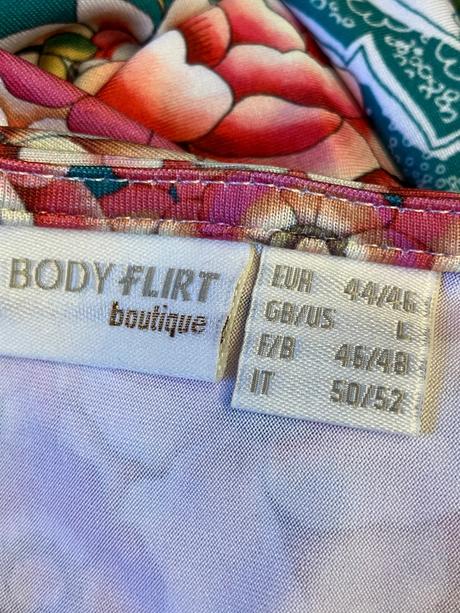 BODY FLIRT
boutique
EUR 44/46
GB/US L
F/B 46/48
IT 50/52